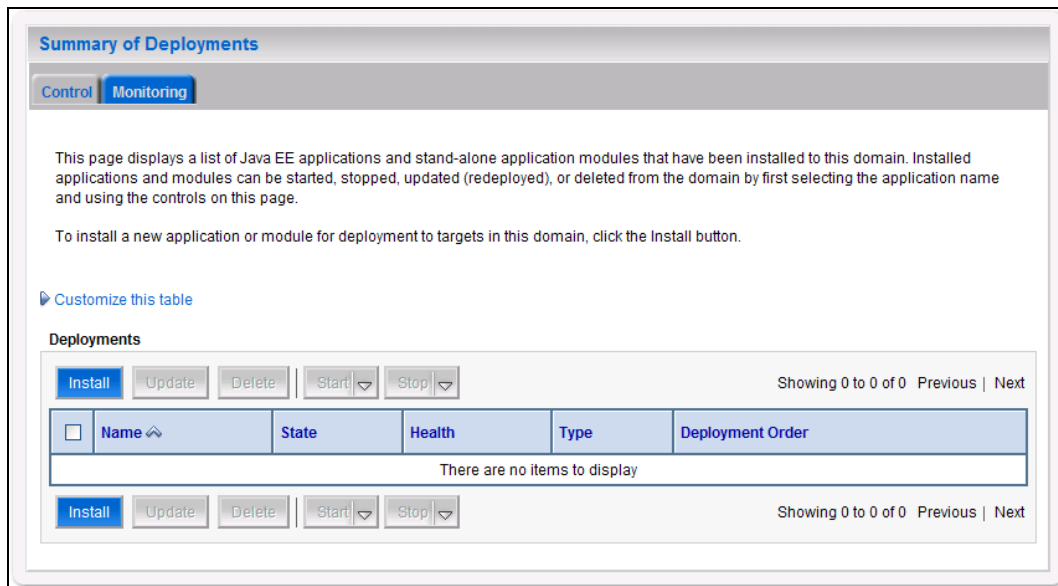 Summary of Deployments
Control Monitoring
This page displays a list of Java EE applications and stand-alone application modules that have been installed to this domain. Installed
applications and modules can be started, stopped, updated (redeployed), or deleted from the domain by first selecting the application name
and using the controls on this page.
To install a new application or module for deployment to targets in this domain, click the Install button.
Customize this table
Deployments
Install Update Delete Start Stop Showing 0 to 0 of 0 Previous | Next
Name State Health Type Deployment Order
There are no items to display
Install Update Delete Start Stop Showing 0 to 0 of 0 Previous | Next